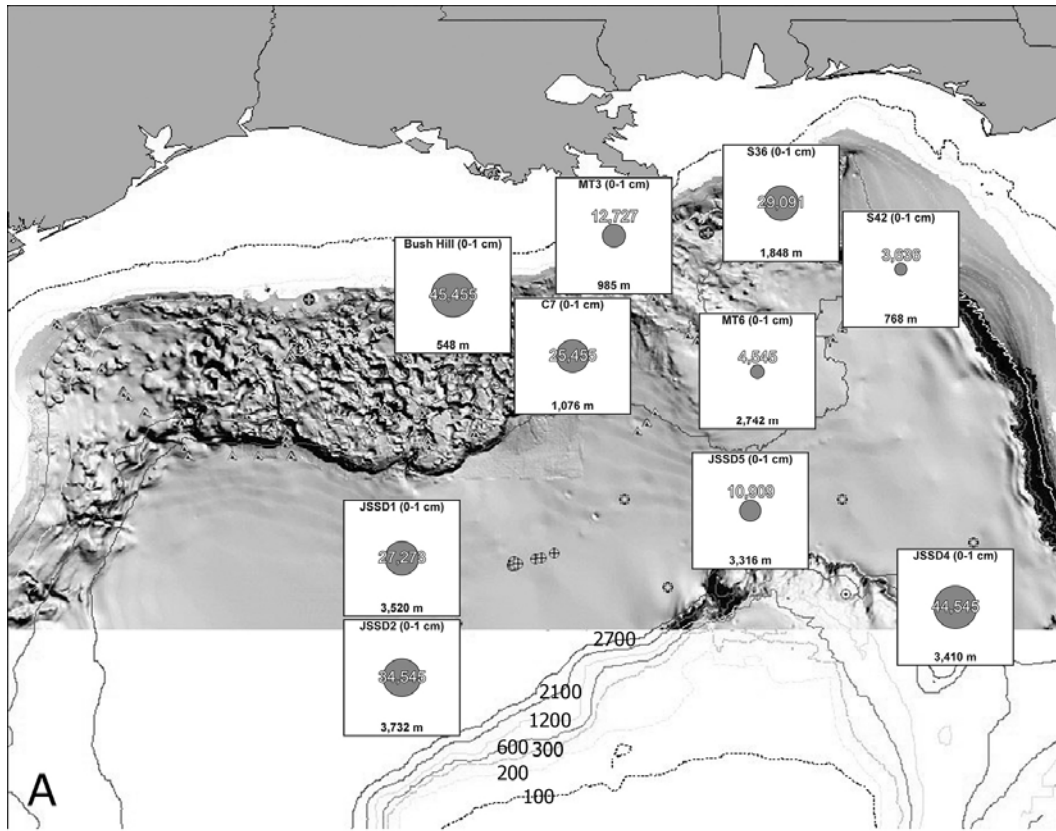 S36 (0-1 cm)
29,091
1,848 m
MT3 (0-1 cm)
12,727
985 m
S42 (0-1 cm)
3,636
768 m
Bush Hill (0-1 cm)
45,455
548 m
C7 (0-1 cm)
25,455
1,076 m
MT6 (0-1 cm)
4,545
2,742 m
JSSD5 (0-1 cm)
10,909
3,316 m
JSSD1 (0-1 cm)
27,273
3,520 m
JSSD4 (0-1 cm)
44,545
3,410 m
JSSD2 (0-1 cm)
34,545
3,732 m
2700
2100
1200
600 300
200
100
A